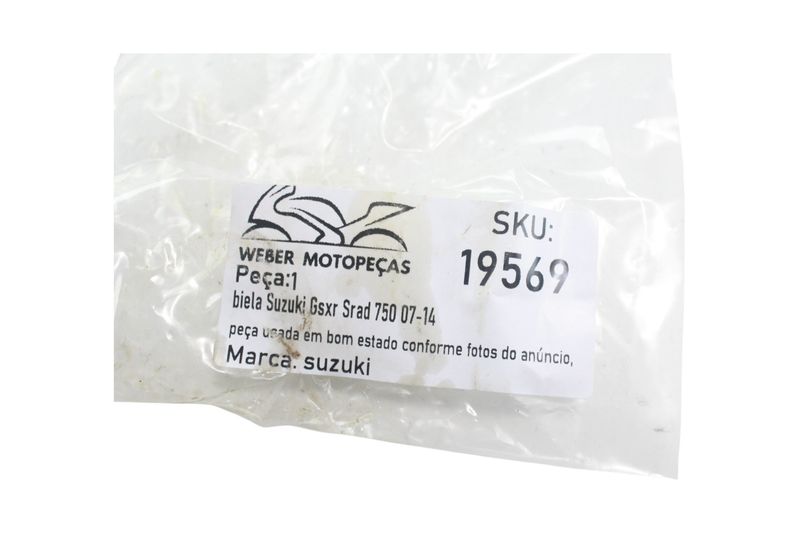 WEBER MOTOPEÇAS
SKU:
19569
Peça:1
biela Suzuki Gsxr Srad 750 07-14
peça usada em bom estado conforme fotos do anúncio,
Marca: suzuki